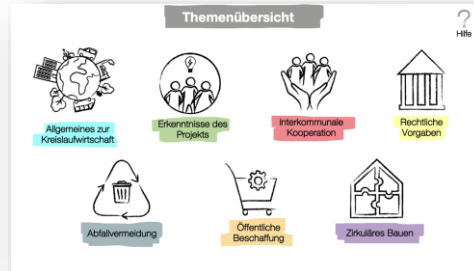 Themenübersicht
Hilfe
Allgemeines zur
Kreislaufwirtschaft
Erkenntnisse des
Projekts
Interkommunale
Kooperation
Rechtliche
Vorgaben
Abfallvermeidung
Öffentliche
Beschaffung
Zirkuläres Bauen